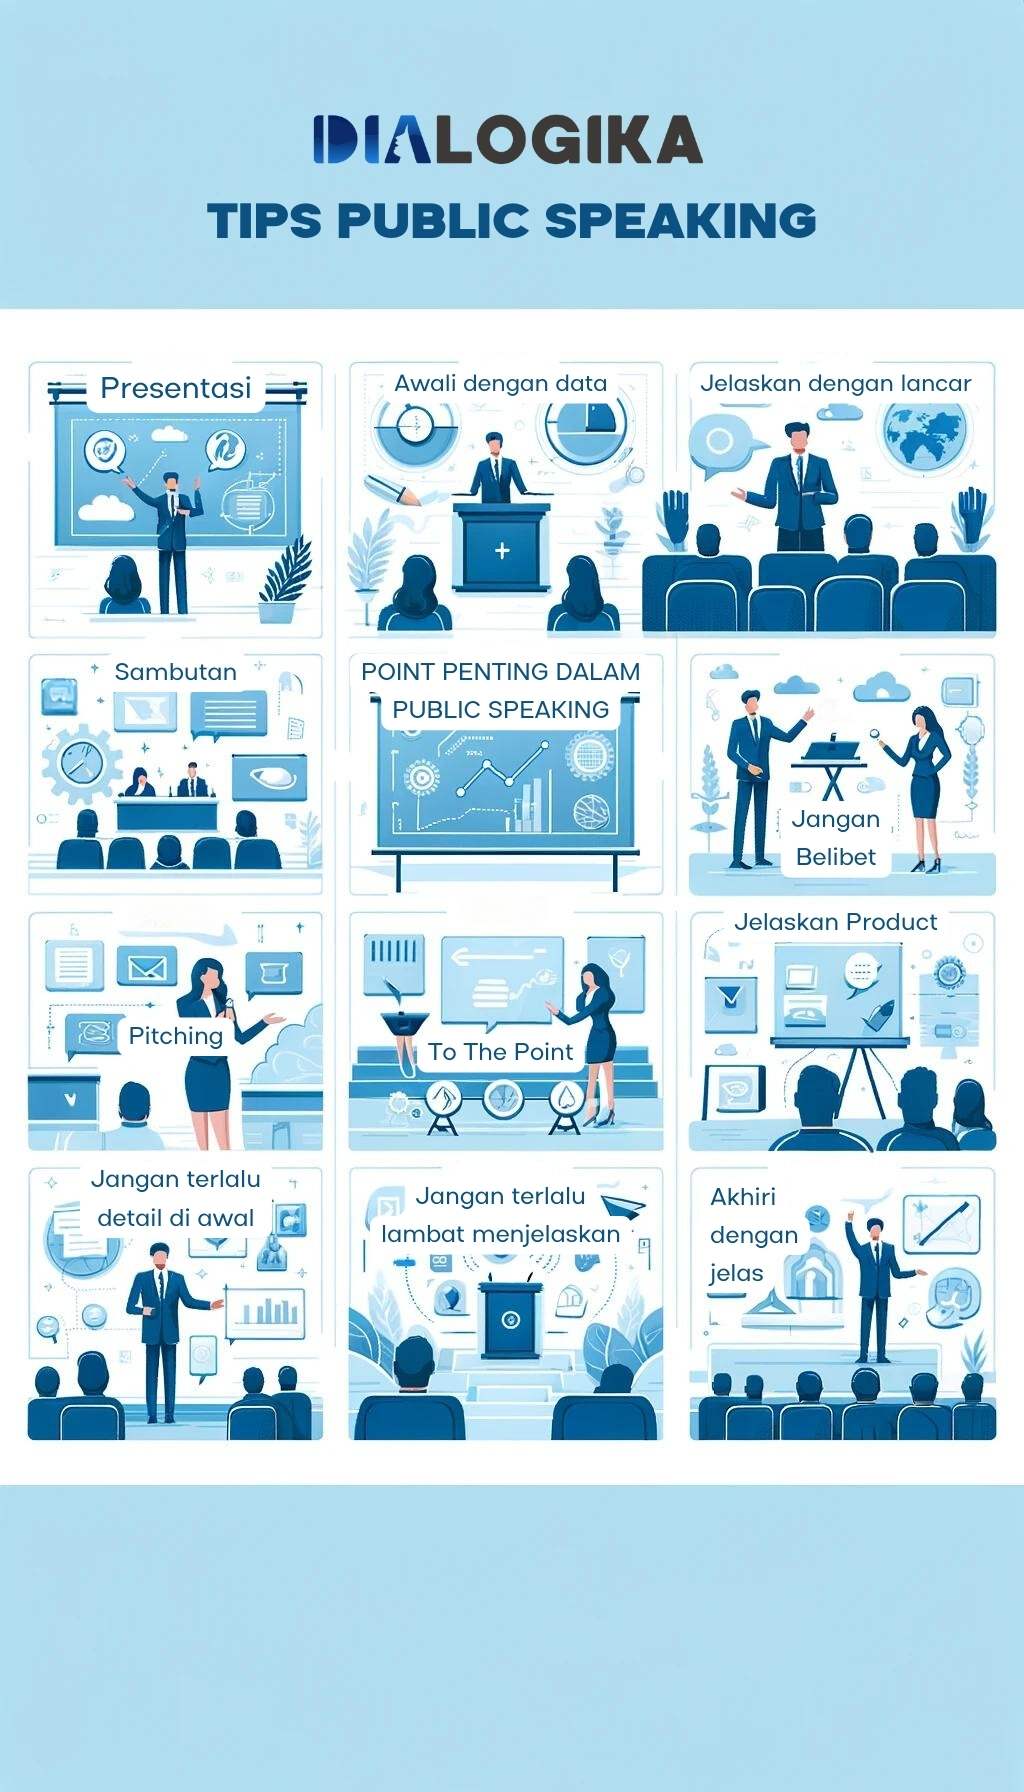 DIALOGIKA
TIPS PUBLIC SPEAKING
Presentasi
Awali dengan data
Jelaskan dengan lancar
Sambutan
POINT PENTING DALAM
PUBLIC SPEAKING
Jangan
Belibet
Pitching
To The Point
Jelaskan Product
Jangan terlalu
detail di awal
Jangan terlalu
lambat menjelaskan
Akhiri
dengan
jelas